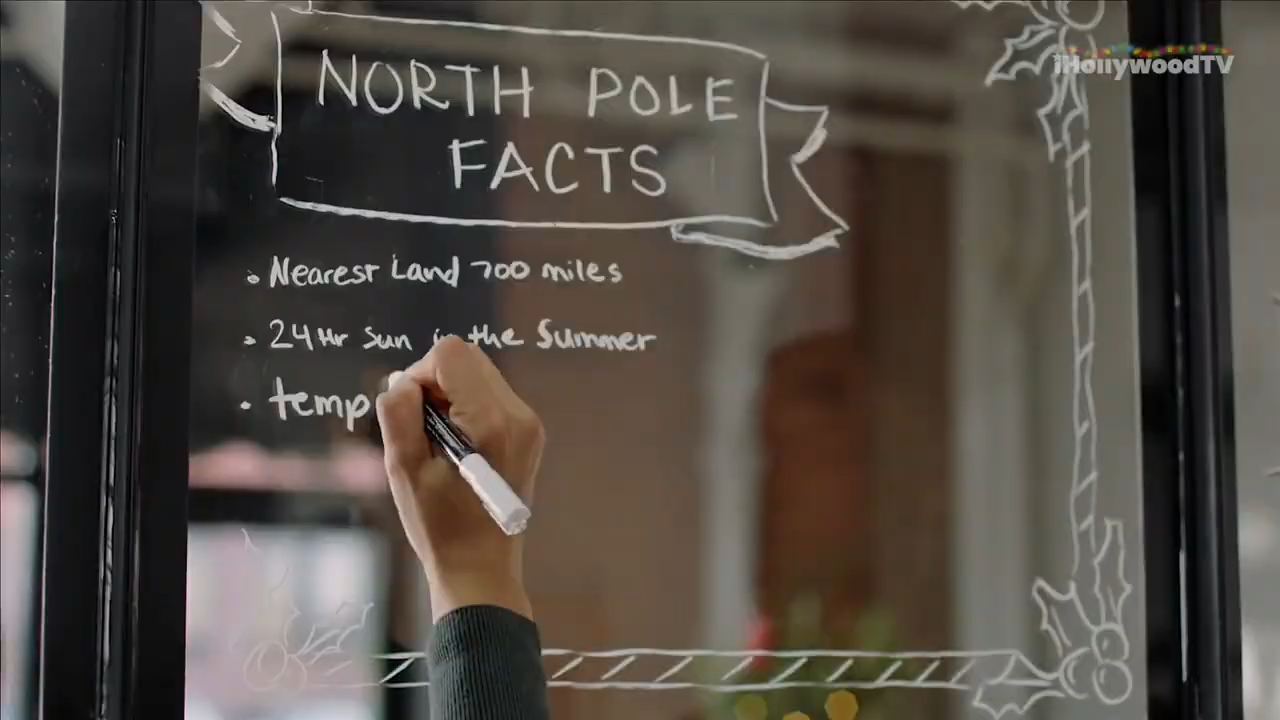 iHollywoodTV
NORTH POLE
FACTS
• Nearest Land 700 miles
• 24 Hr Sun in the Summer
• temp